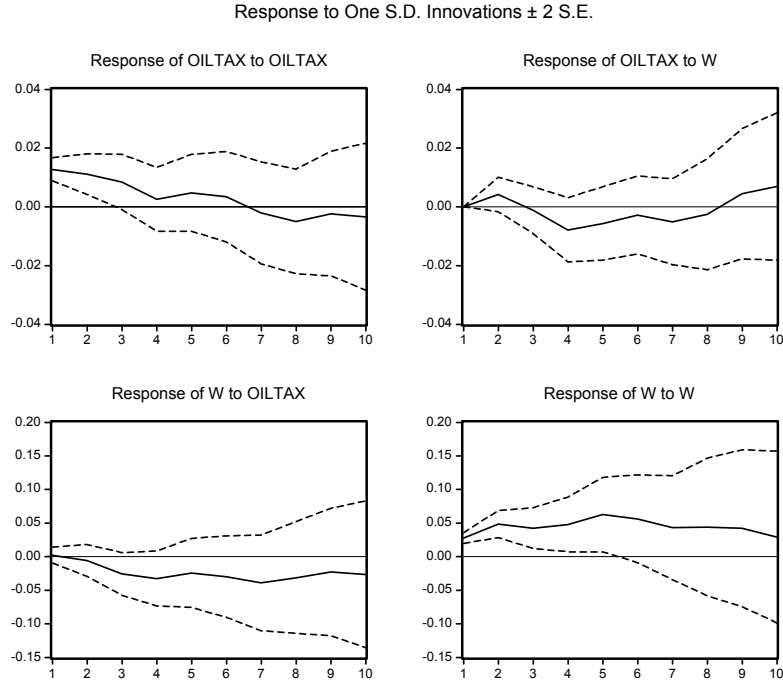 Response to One S.D. Innovations ± 2 S.E.
Response of OILTAX to OILTAX
0.04
0.02
0.00
-0.02
-0.04
1 2 3 4 5 6 7 8 9 10
Response of OILTAX to W
0.04
0.02
0.00
-0.02
-0.04
1 2 3 4 5 6 7 8 9 10
Response of W to OILTAX
0.20
0.15
0.10
0.05
0.00
-0.05
-0.10
-0.15
1 2 3 4 5 6 7 8 9 10
Response of W to W
0.20
0.15
0.10
0.05
0.00
-0.05
-0.10
-0.15
1 2 3 4 5 6 7 8 9 10